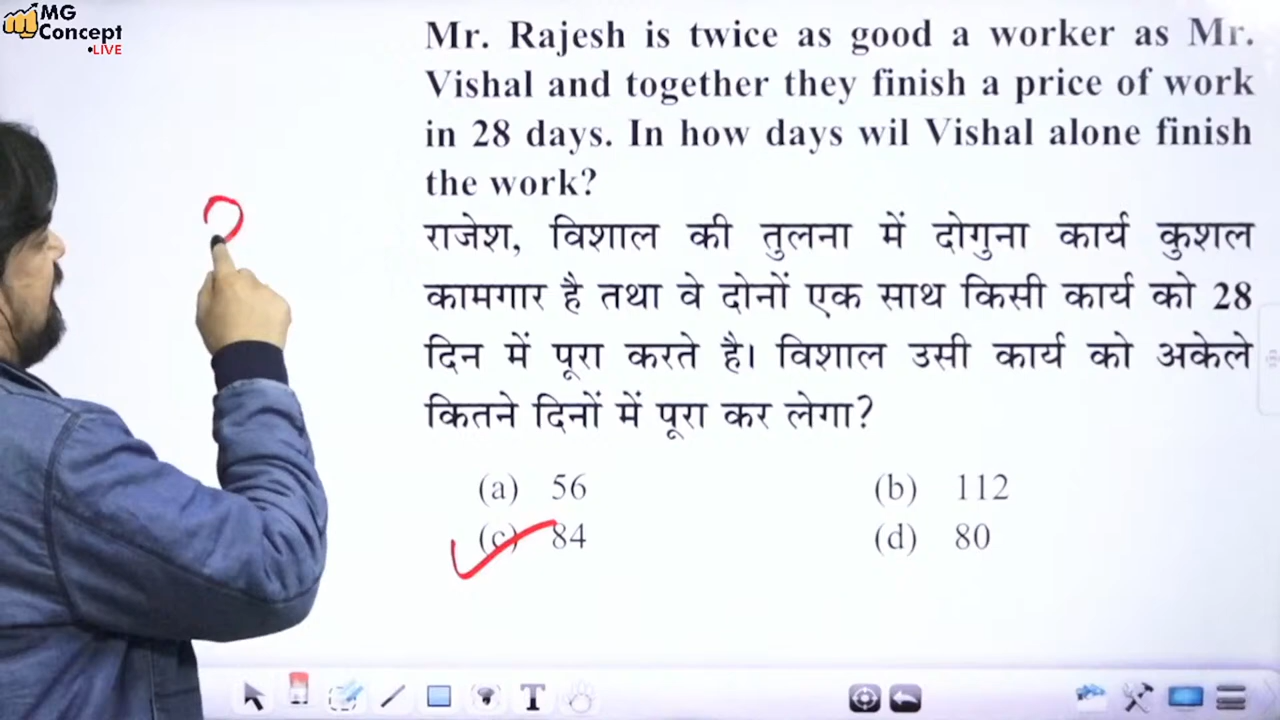 MG
Concept
•LIVE
Mr. Rajesh is twice as good a worker as Mr.
Vishal and together they finish a price of work
in 28 days. In how days wil Vishal alone finish
the work?
राजेश, विशाल की तुलना में दोगुना कार्य कुशल
कामगार है तथा वे दोनों एक साथ किसी कार्य को 28
दिन में पूरा करते है। विशाल उसी कार्य को अकेले
कितने दिनों में पूरा कर लेगा?
(a) 56
(b) 112
(c) 84
(d) 80
T